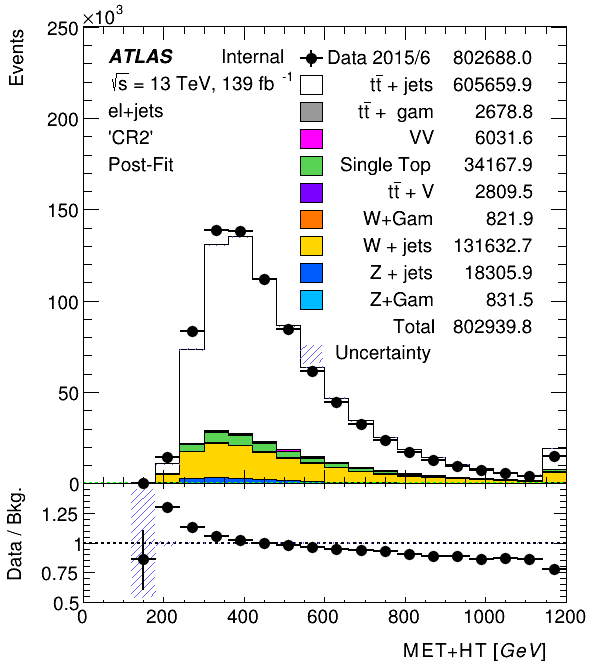 ×10³
Events
250
200
150
100
50
0
ATLAS Internal
√s = 13 TeV, 139 fb⁻¹
el+jets
'CR2'
Post-Fit
Data 2015/6 802688.0
tt̄ + jets 605659.9
tt̄ + gam 2678.8
VV 6031.6
Single Top 34167.9
tt̄ + V 2809.5
W+Gam 821.9
W + jets 131632.7
Z + jets 18305.9
Z+Gam 831.5
Total 802939.8
Uncertainty
Data / Bkg.
1.25
1
0.75
0.5
0 200 400 600 800 1000 1200
MET+HT [GeV]